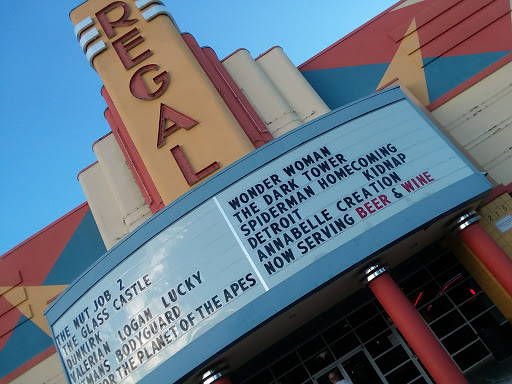 REGAL
THE NUT JOB 2
THE GLASS CASTLE
DUNKIRK LOGAN LUCKY
VALERIAN
BODYGUARD
FOR THE PLANET OF THE APES
WONDER WOMAN
THE DARK TOWER
SPIDERMAN HOMECOMING
DETROIT KIDNAP
ANNABELLE CREATION
NOW SERVING BEER & WINE